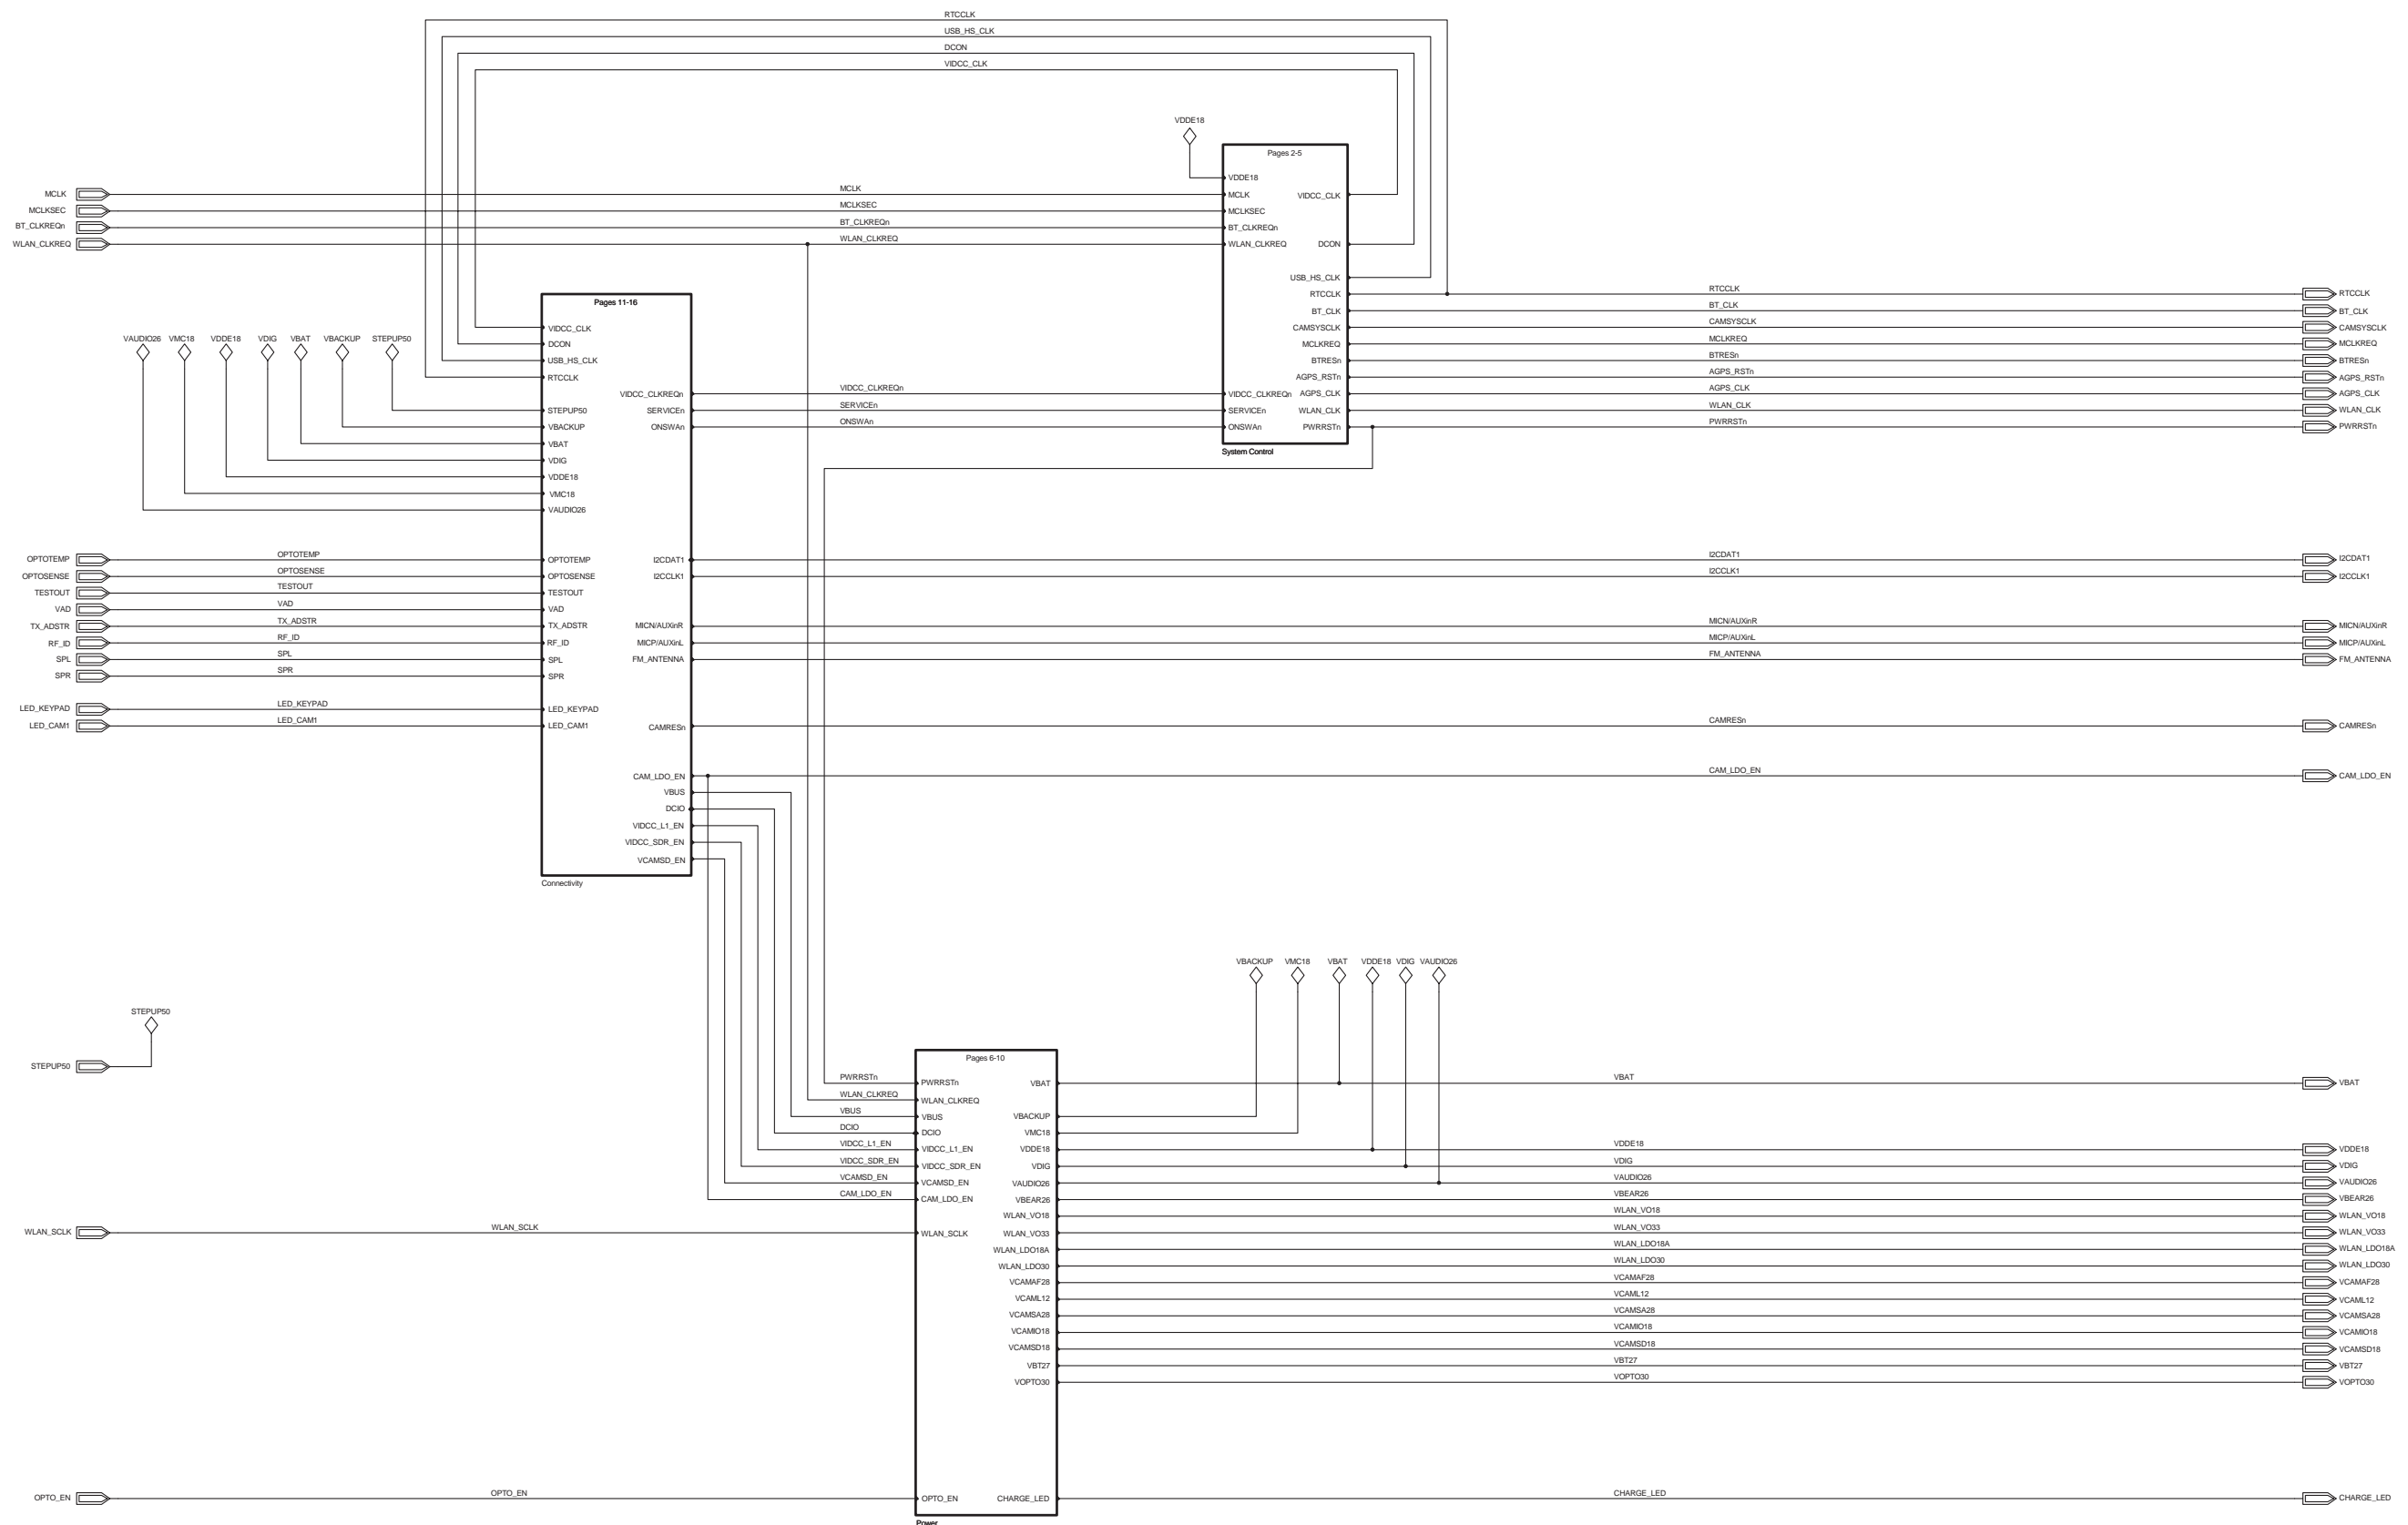 RTCCLK
USB_HS_CLK
DCON
VIDCC_CLK
VDDE18
Pages 2-5
VDDE18
MCLK MCLK MCLK VIDCC_CLK
MCLKSEC MCLKSEC MCLKSEC
BT_CLKREQn BT_CLKREQn BT_CLKREQn
WLAN_CLKREQ WLAN_CLKREQ WLAN_CLKREQ DCON
USB_HS_CLK
Pages 11-16 RTCCLK RTCCLK RTCCLK
BT_CLK BT_CLK BT_CLK
VIDCC_CLK CAMSYSCLK CAMSYSCLK CAMSYSCLK
VAUDIO26 VMC18 VDDE18 VDIG VBAT VBACKUP STEPUP50
DCON MCLKREQ MCLKREQ MCLKREQ
USB_HS_CLK BTRESn BTRESn BTRESn
RTCCLK AGPS_RSTn AGPS_RSTn AGPS_RSTn
VIDCC_CLKREQn VIDCC_CLKREQn VIDCC_CLKREQn AGPS_CLK AGPS_CLK AGPS_CLK
STEPUP50 SERVICEn SERVICEn SERVICEn WLAN_CLK WLAN_CLK WLAN_CLK
VBACKUP ONSWAn ONSWAn ONSWAn PWRRSTn PWRRSTn PWRRSTn
VBAT
System Control
VDIG
VDDE18
VMC18
VAUDIO26
OPTOTEMP OPTOTEMP OPTOTEMP I2CDAT1 I2CDAT1 I2CDAT1
OPTOSENSE OPTOSENSE OPTOSENSE I2CCLK1 I2CCLK1 I2CCLK1
TESTOUT TESTOUT TESTOUT
VAD VAD VAD
TX_ADSTR TX_ADSTR TX_ADSTR MICN/AUXinR MICN/AUXinR MICN/AUXinR
RF_ID RF_ID RF_ID MICP/AUXinL MICP/AUXinL MICP/AUXinL
SPL SPL SPL FM_ANTENNA FM_ANTENNA FM_ANTENNA
SPR SPR SPR
LED_KEYPAD LED_KEYPAD LED_KEYPAD
LED_CAM1 LED_CAM1 LED_CAM1 CAMRESn CAMRESn CAMRESn
CAM_LDO_EN CAM_LDO_EN CAM_LDO_EN
VBUS
DCIO
VIDCC_L1_EN
VIDCC_SDR_EN
VCAMSD_EN
Connectivity
VBACKUP VMC18 VBAT VDDE18 VDIG VAUDIO26
STEPUP50
STEPUP50
Pages 6-10
PWRRSTn PWRRSTn VBAT VBAT VBAT
WLAN_CLKREQ WLAN_CLKREQ
VBUS VBUS VBACKUP
DCIO DCIO VMC18
VIDCC_L1_EN VIDCC_L1_EN VDDE18 VDDE18 VDDE18
VIDCC_SDR_EN VIDCC_SDR_EN VDIG VDIG VDIG
VCAMSD_EN VCAMSD_EN VAUDIO26 VAUDIO26 VAUDIO26
CAM_LDO_EN CAM_LDO_EN VBEAR26 VBEAR26 VBEAR26
WLAN_VO18 WLAN_VO18 WLAN_VO18
WLAN_SCLK WLAN_SCLK WLAN_SCLK WLAN_VO33 WLAN_VO33 WLAN_VO33
WLAN_LDO18A WLAN_LDO18A WLAN_LDO18A
WLAN_LDO30 WLAN_LDO30 WLAN_LDO30
VCAMAF28 VCAMAF28 VCAMAF28
VCAML12 VCAML12 VCAML12
VCAMSA28 VCAMSA28 VCAMSA28
VCAMIO18 VCAMIO18 VCAMIO18
VCAMSD18 VCAMSD18 VCAMSD18
VBT27 VBT27 VBT27
VOPTO30 VOPTO30 VOPTO30
OPTO_EN OPTO_EN OPTO_EN CHARGE_LED CHARGE_LED CHARGE_LED
Power